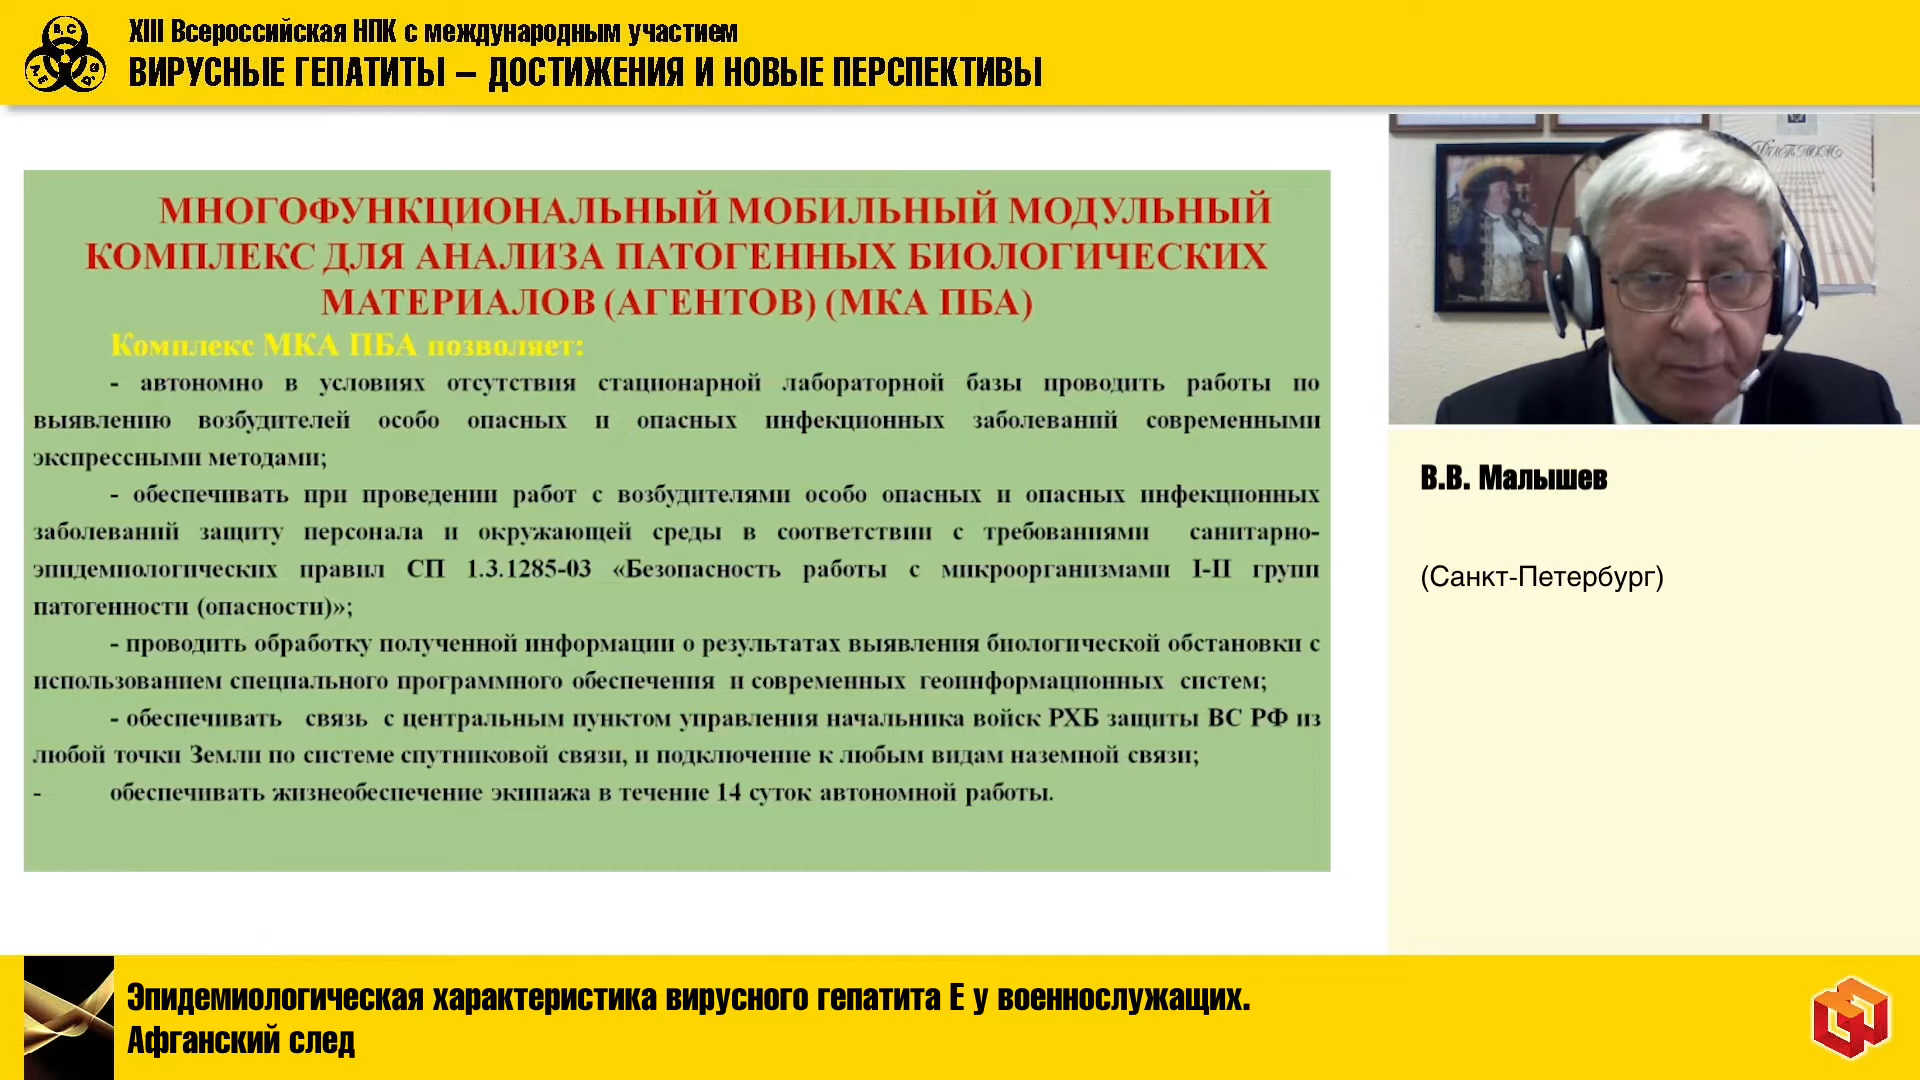 XIII Всероссийская НПК с международным участием
ВИРУСНЫЕ ГЕПАТИТЫ – ДОСТИЖЕНИЯ И НОВЫЕ ПЕРСПЕКТИВЫ
МНОГОФУНКЦИОНАЛЬНЫЙ МОБИЛЬНЫЙ МОДУЛЬНЫЙ
КОМПЛЕКС ДЛЯ АНАЛИЗА ПАТОГЕННЫХ БИОЛОГИЧЕСКИХ
МАТЕРИАЛОВ (АГЕНТОВ) (МКА ПБА)
Комплекс МКА ПБА позволяет:
- автономно в условиях отсутствия стационарной лабораторной базы проводить работы по
выявлению возбудителей особо опасных и опасных инфекционных заболеваний современными
экспрессными методами;
- обеспечивать при проведении работ с возбудителями особо опасных и опасных инфекционных
заболеваний защиту персонала и окружающей среды в соответствии с требованиями санитарно-
эпидемиологических правил СП 1.3.1285-03 «Безопасность работы с микроорганизмами I-II групп
патогенности (опасности)»;
- проводить обработку полученной информации о результатах выявления биологической обстановки с
использованием специального программного обеспечения и современных геоинформационных систем;
- обеспечивать связь с центральным пунктом управления начальника войск РХБ защиты ВС РФ из
любой точки Земли по системе спутниковой связи, и подключение к любым видам наземной связи;
- обеспечивать жизнеобеспечение экипажа в течение 14 суток автономной работы.
В.В. Малышев
(Санкт-Петербург)
Эпидемиологическая характеристика вирусного гепатита Е у военнослужащих.
Афганский след